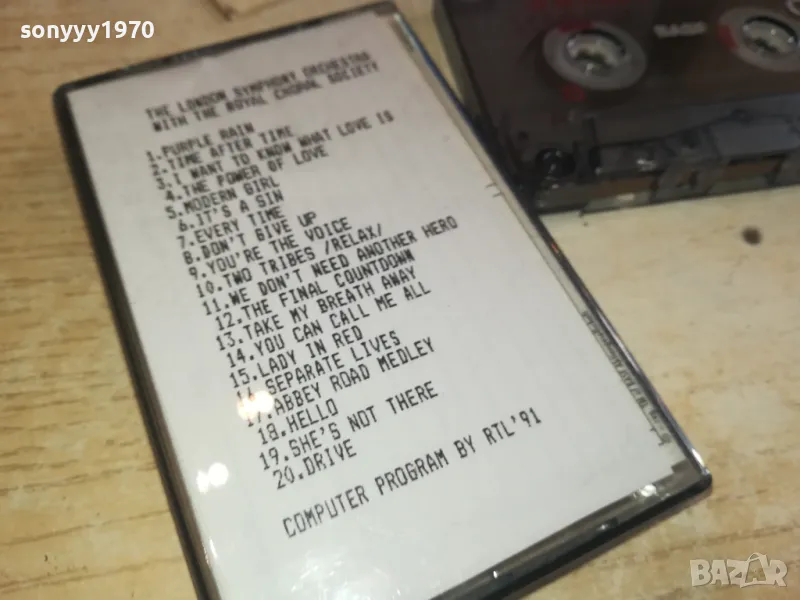 sonyyy1970
THE LONDON SYMPHONY ORCHESTRA
WITH THE ROYAL CHORAL SOCIETY
1.PURPLE RAIN
2.TIME AFTER TIME
3.I WANT TO KNOW WHAT LOVE IS
4.THE POWER OF LOVE
5.MODERN GIRL
6.IT'S A SIN
7.EVERY TIME
8.DON'T GIVE UP
9.YOU'RE THE VOICE
10.TWO TRIBES /RELAX/
11.WE DON'T NEED ANOTHER HERO
12.THE FINAL COUNTDOWN
13.TAKE MY BREATH AWAY
14.YOU CAN CALL ME ALL
15.LADY IN RED
16.SEPARATE LIVES
17.ABBEY ROAD MEDLEY
18.HELLO
19.SHE'S NOT THERE
20.DRIVE
COMPUTER PROGRAM BY RTL'91
A
BAZAR